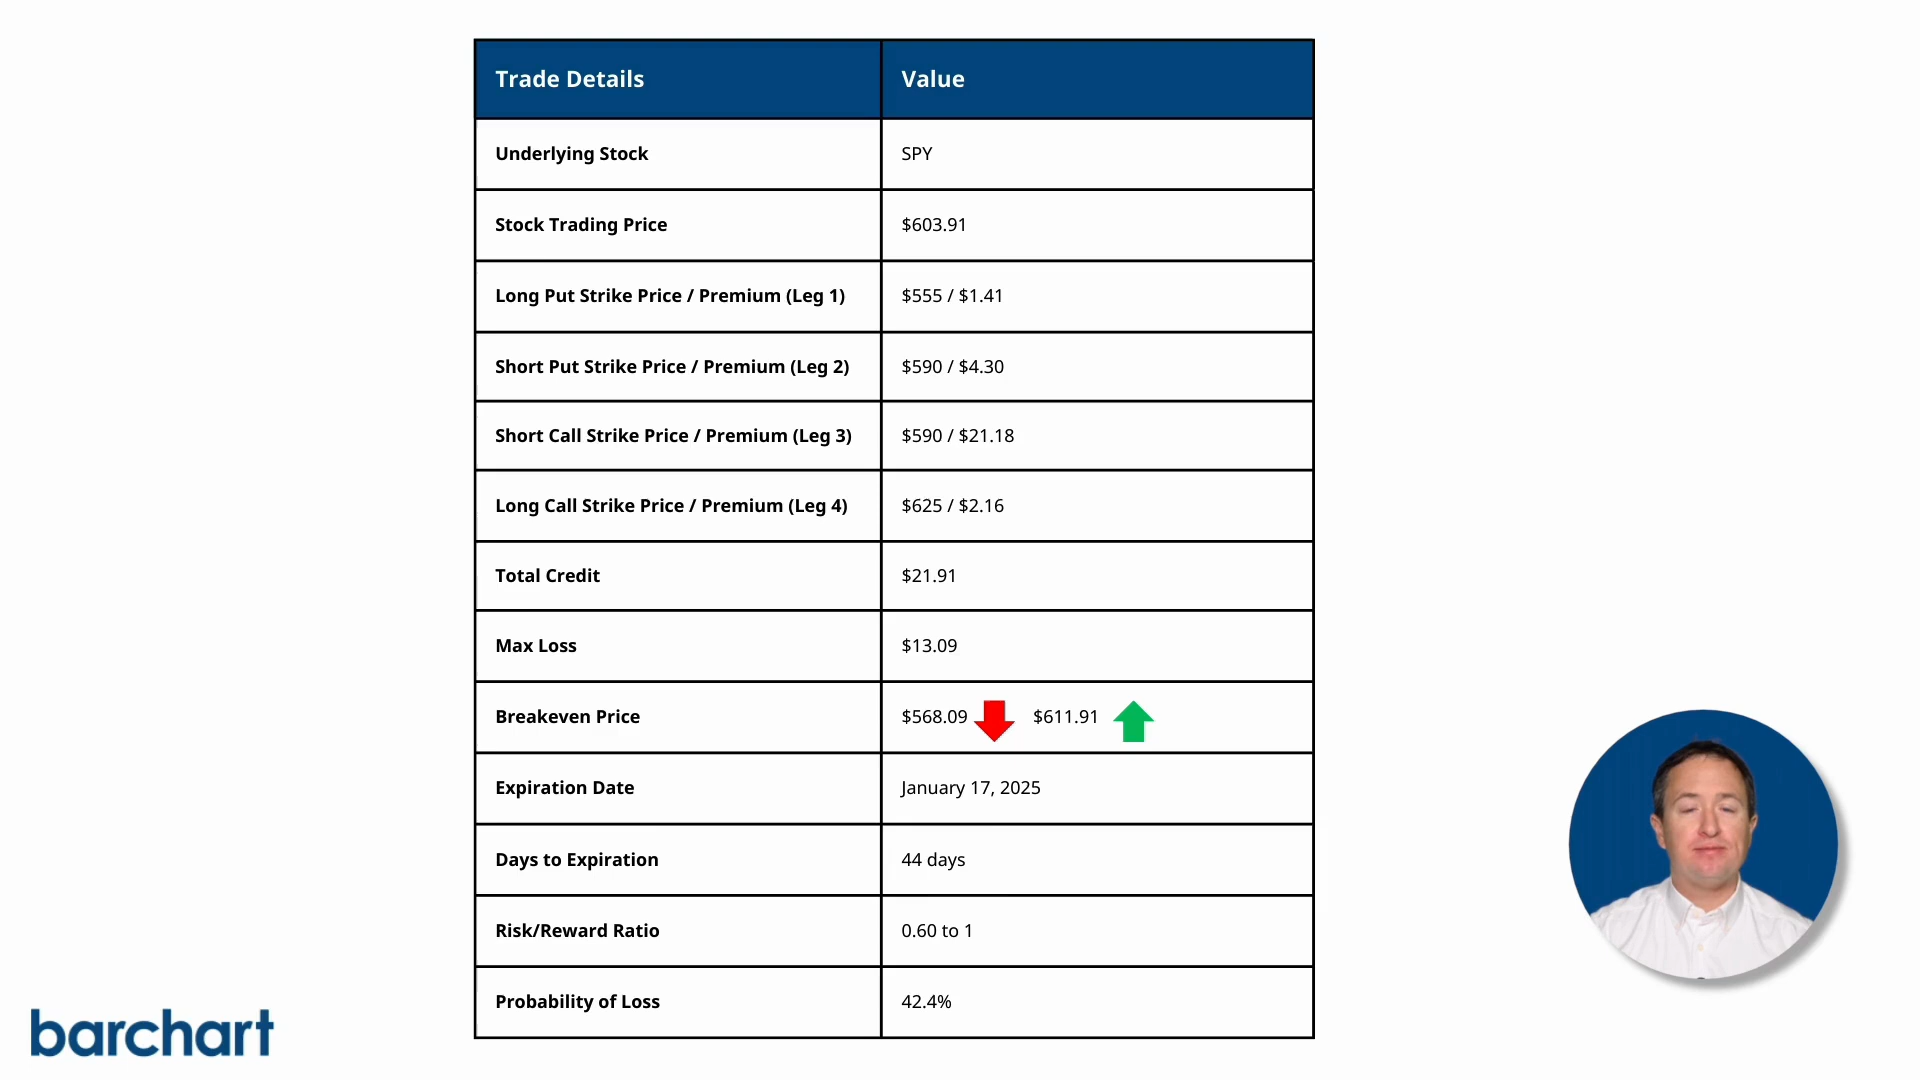 Trade Details Value
Underlying Stock SPY
Stock Trading Price $603.91
Long Put Strike Price / Premium (Leg 1) $555 / $1.41
Short Put Strike Price / Premium (Leg 2) $590 / $4.30
Short Call Strike Price / Premium (Leg 3) $590 / $21.18
Long Call Strike Price / Premium (Leg 4) $625 / $2.16
Total Credit $21.91
Max Loss $13.09
Breakeven Price $568.09 $611.91
Expiration Date January 17, 2025
Days to Expiration 44 days
Risk/Reward Ratio 0.60 to 1
Probability of Loss 42.4%
barchart